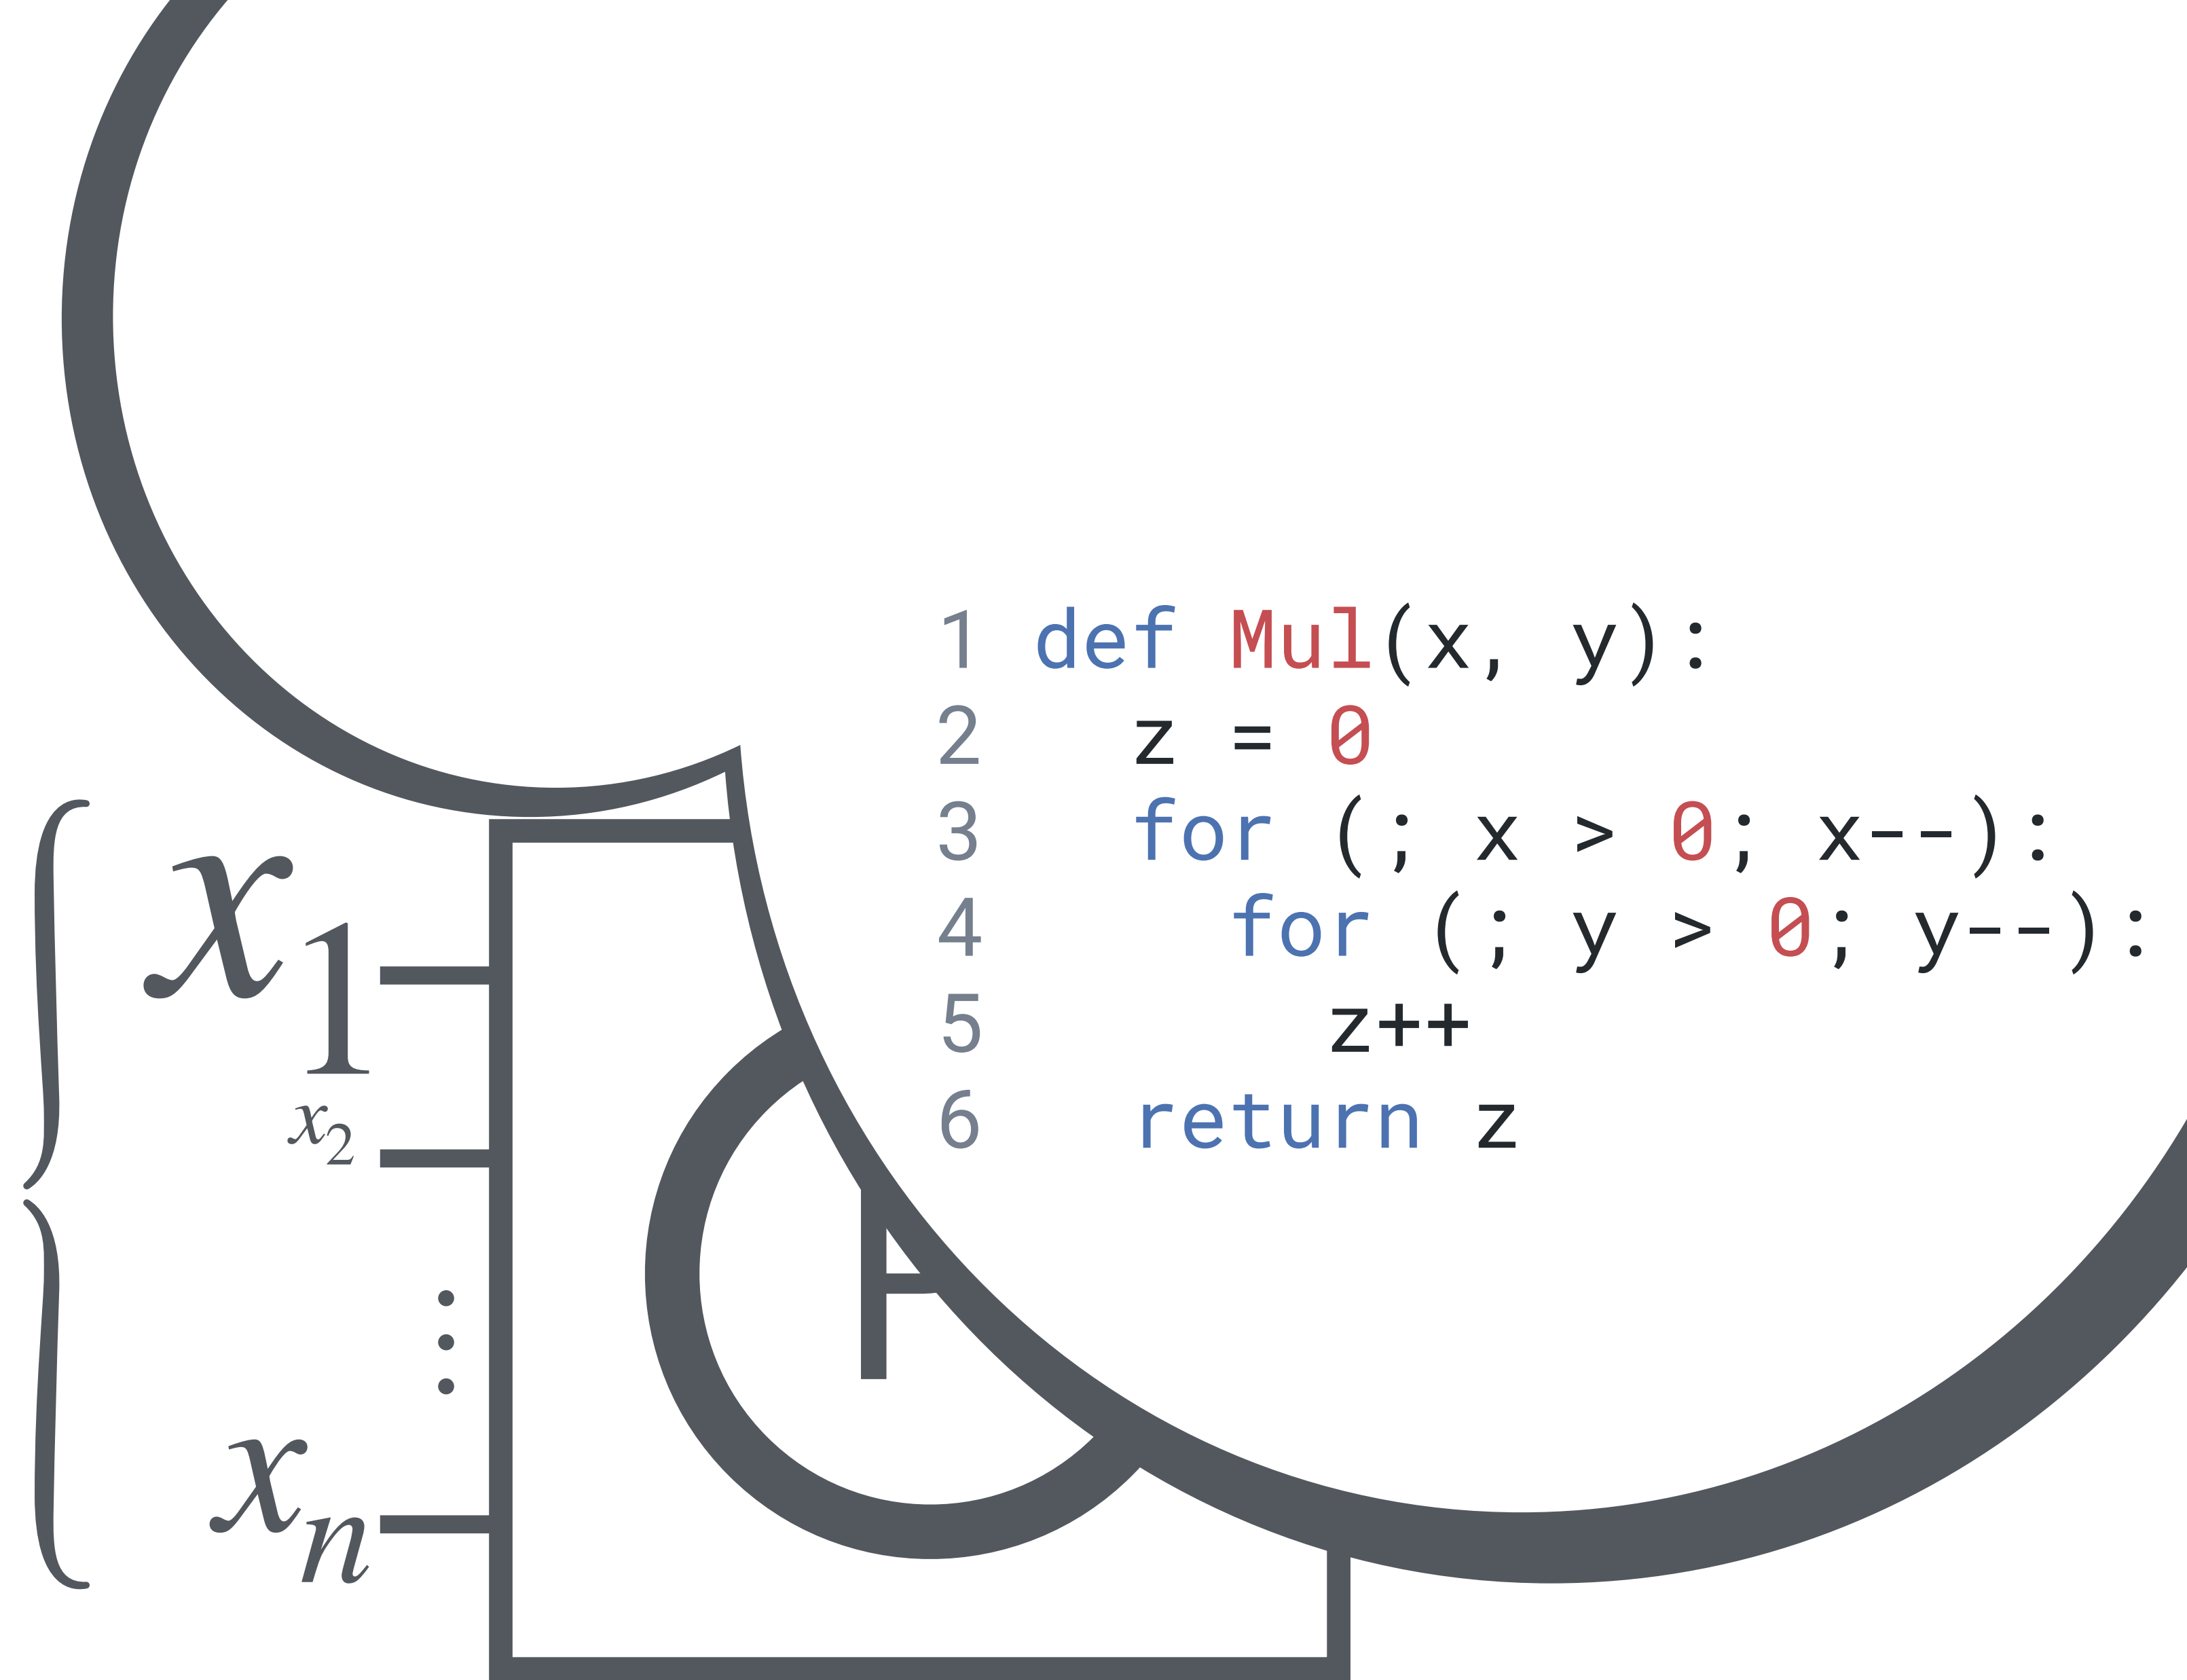 1 def Mul(x, y):
2   z = 0
3   for (; x > 0; x--):
4     for (; y > 0; y--):
5       z++
6   return z
x1
x2
⋮
xn